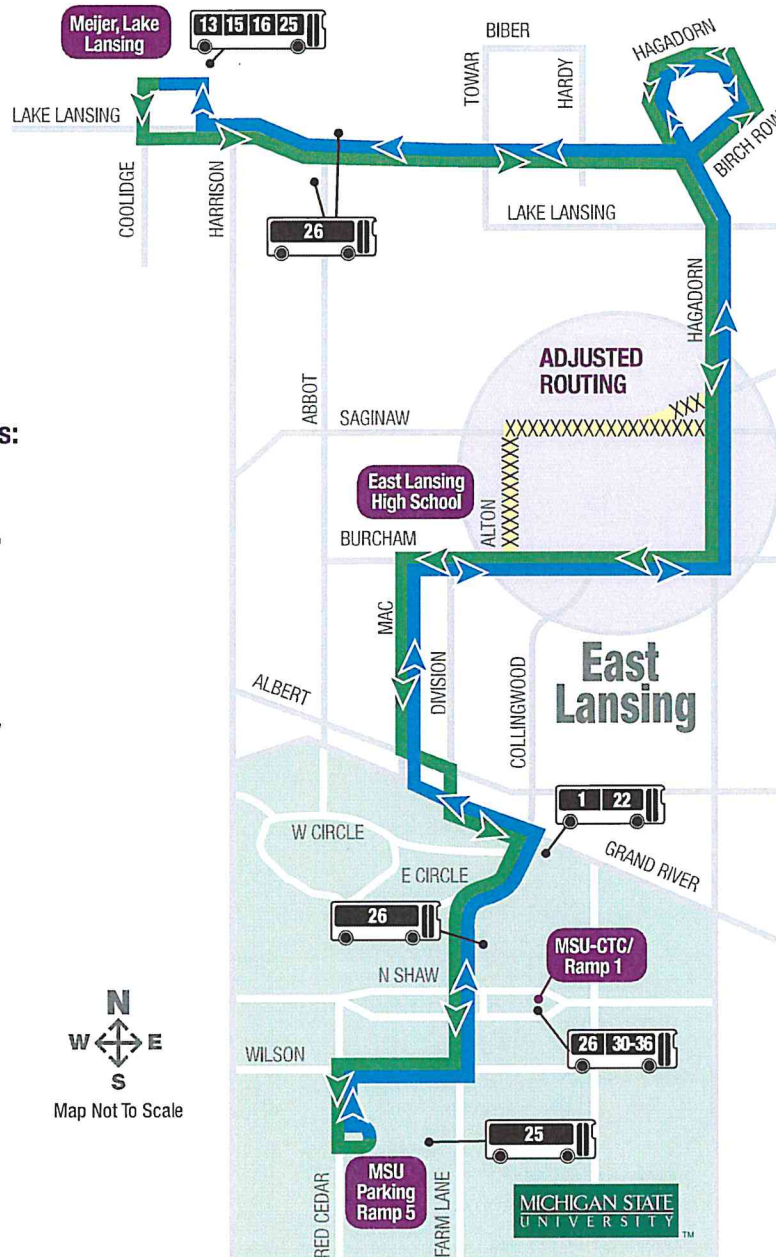 Meijer, Lake
Lansing
13 15 16 25
BIBER
HAGADORN
TOWAR
HARDY
LAKE LANSING
BIRCH ROW
COOLIDGE
HARRISON
26
LAKE LANSING
HAGADORN
ADJUSTED
ROUTING
ABBOT
SAGINAW
S:
East Lansing
High School
ALTON
BURCHAM
MAC
DIVISION
COLLINGWOOD
East
Lansing
ALBERT
1 22
W CIRCLE
GRAND RIVER
E CIRCLE
26
MSU-CTC/
Ramp 1
N SHAW
N
W E
S
Map Not To Scale
26 30-36
WILSON
25
MSU
Parking
Ramp 5
RED CEDAR
FARM LANE
MICHIGAN STATE
UNIVERSITY
TM